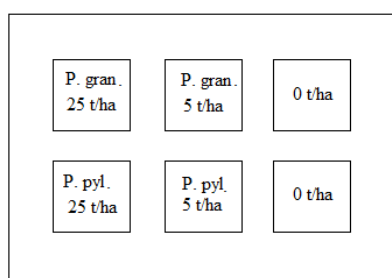 P. gran. P. gran. 0 t/ha
25 t/ha 5 t/ha
P. pyl. P. pyl. 0 t/ha
25 t/ha 5 t/ha